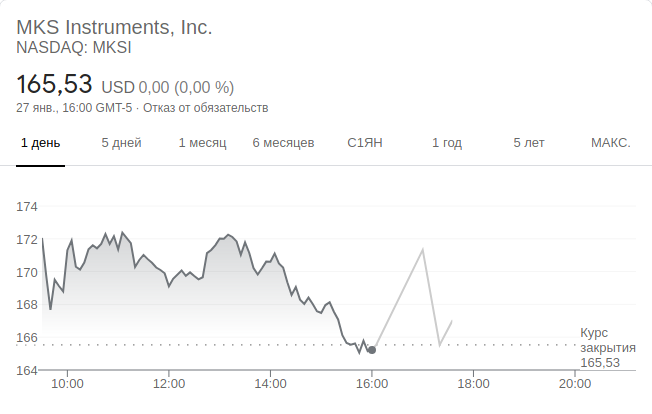 MKS Instruments, Inc.
NASDAQ: MKSI
165,53 USD 0,00 (0,00 %)
27 янв., 16:00 GMT-5 · Отказ от обязательств
1 день 5 дней 1 месяц 6 месяцев С1ЯН 1 год 5 лет МАКС.
174
172
170
168
166
164
Курс
закрытия
165,53
10:00 12:00 14:00 16:00 18:00 20:00